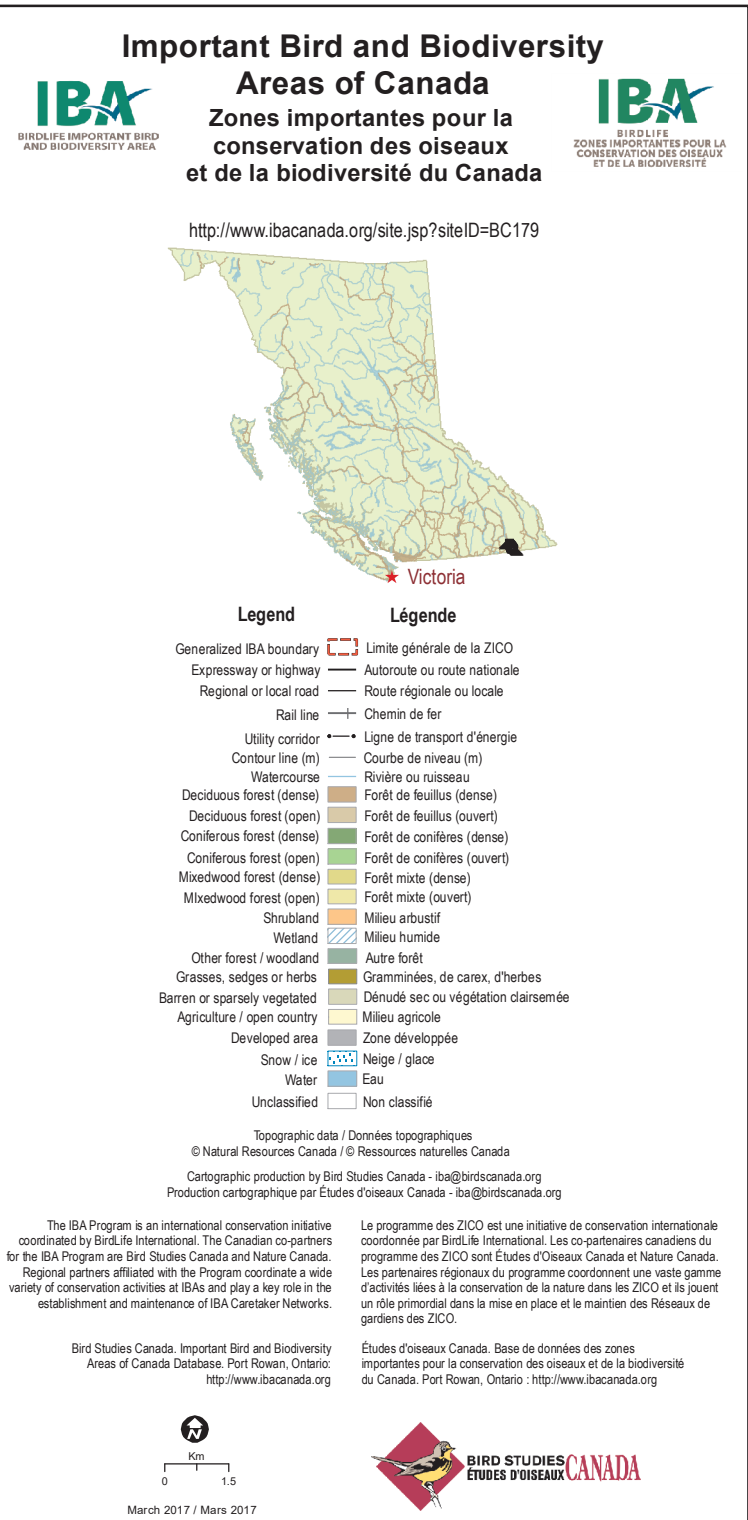 Important Bird and Biodiversity
Areas of Canada
Zones importantes pour la
conservation des oiseaux
et de la biodiversité du Canada
IBA
BIRDLIFE IMPORTANT BIRD
AND BIODIVERSITY AREA
IBA
BIRDLIFE
ZONES IMPORTANTES POUR LA
CONSERVATION DES OISEAUX
ET DE LA BIODIVERSITÉ
http://www.ibacanada.org/site.jsp?siteID=BC179
Victoria
Legend Légende
Generalized IBA boundary Limite générale de la ZICO
Expressway or highway Autoroute ou route nationale
Regional or local road Route régionale ou locale
Rail line Chemin de fer
Utility corridor Ligne de transport d'énergie
Contour line (m) Courbe de niveau (m)
Watercourse Rivière ou ruisseau
Deciduous forest (dense) Forêt de feuillus (dense)
Deciduous forest (open) Forêt de feuillus (ouvert)
Coniferous forest (dense) Forêt de conifères (dense)
Coniferous forest (open) Forêt de conifères (ouvert)
Mixedwood forest (dense) Forêt mixte (dense)
MIxedwood forest (open) Forêt mixte (ouvert)
Shrubland Milieu arbustif
Wetland Milieu humide
Other forest / woodland Autre forêt
Grasses, sedges or herbs Gramminées, de carex, d'herbes
Barren or sparsely vegetated Dénudé sec ou végétation clairsemée
Agriculture / open country Milieu agricole
Developed area Zone développée
Snow / ice Neige / glace
Water Eau
Unclassified Non classifié
Topographic data / Données topographiques
© Natural Resources Canada / © Ressources naturelles Canada
Cartographic production by Bird Studies Canada - iba@birdscanada.org
Production cartographique par Études d'oiseaux Canada - iba@birdscanada.org
The IBA Program is an international conservation initiative
coordinated by BirdLife International. The Canadian co-partners
for the IBA Program are Bird Studies Canada and Nature Canada.
Regional partners affiliated with the Program coordinate a wide
variety of conservation activities at IBAs and play a key role in the
establishment and maintenance of IBA Caretaker Networks.
Le programme des ZICO est une initiative de conservation internationale
coordonnée par BirdLife International. Les co-partenaires canadiens du
programme des ZICO sont Études d'Oiseaux Canada et Nature Canada.
Les partenaires régionaux du programme coordonnent une vaste gamme
d'activités liées à la conservation de la nature dans les ZICO et ils jouent
un rôle primordial dans la mise en place et le maintien des Réseaux de
gardiens des ZICO.
Bird Studies Canada. Important Bird and Biodiversity
Areas of Canada Database. Port Rowan, Ontario:
http://www.ibacanada.org
Études d'oiseaux Canada. Base de données des zones
importantes pour la conservation des oiseaux et de la biodiversité
du Canada. Port Rowan, Ontario : http://www.ibacanada.org
N
Km
0 1.5
March 2017 / Mars 2017
BIRD STUDIES
ÉTUDES D'OISEAUX CANADA